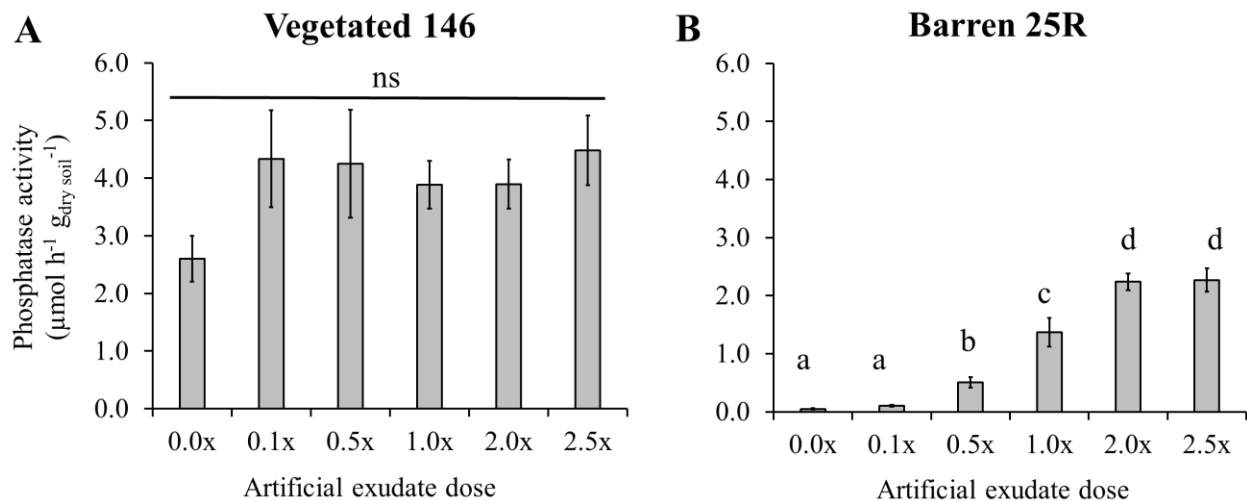 A
Vegetated 146
Phosphatase activity
(µmol h⁻¹ g dry soil⁻¹)
6.0
5.0
4.0
3.0
2.0
1.0
0.0
ns
0.0x 0.1x 0.5x 1.0x 2.0x 2.5x
Artificial exudate dose
B
Barren 25R
6.0
5.0
4.0
3.0
2.0
1.0
0.0
a a b c d d
0.0x 0.1x 0.5x 1.0x 2.0x 2.5x
Artificial exudate dose